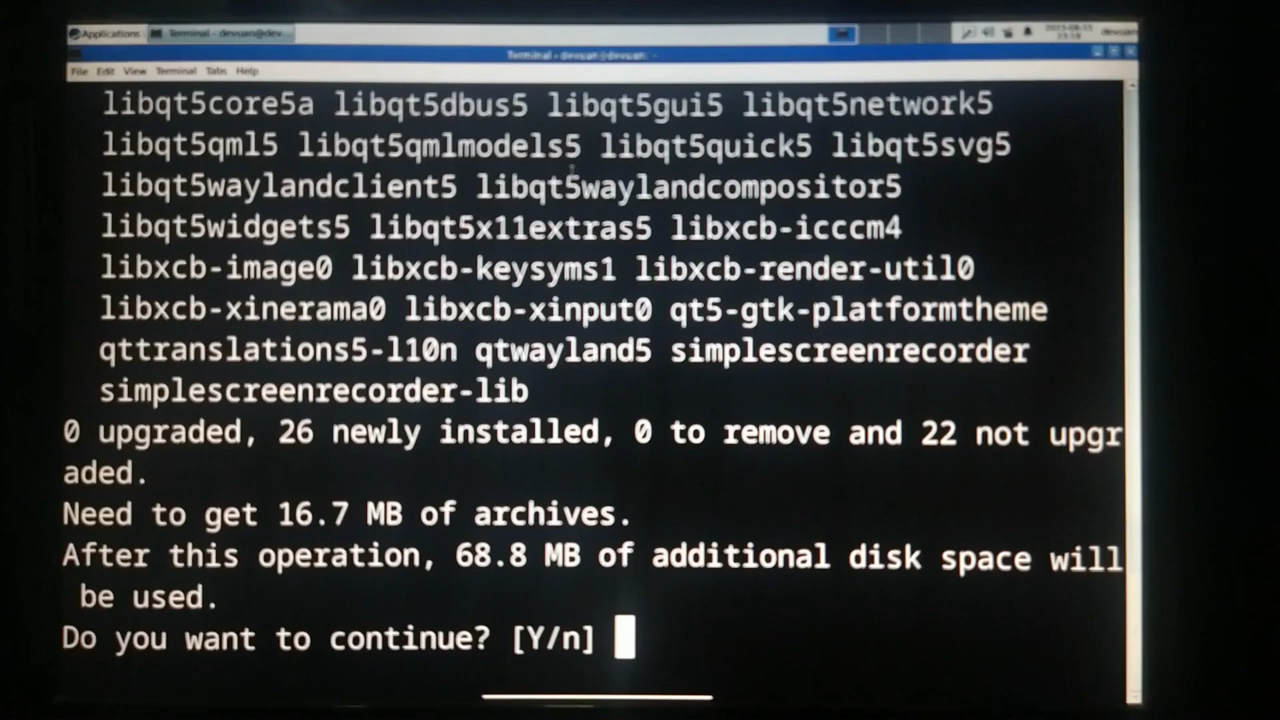 Applications Terminal - devuan@dev...
Terminal - devuan@devuan: ~
devuan
File Edit View Terminal Tabs Help
libqt5core5a libqt5dbus5 libqt5gui5 libqt5network5
libqt5qml5 libqt5qmlmodels5 libqt5quick5 libqt5svg5
libqt5waylandclient5 libqt5waylandcompositor5
libqt5widgets5 libqt5x11extras5 libxcb-icccm4
libxcb-image0 libxcb-keysyms1 libxcb-render-util0
libxcb-xinerama0 libxcb-xinput0 qt5-gtk-platformtheme
qttranslations5-l10n qtwayland5 simplescreenrecorder
simplescreenrecorder-lib
0 upgraded, 26 newly installed, 0 to remove and 22 not upgr
aded.
Need to get 16.7 MB of archives.
After this operation, 68.8 MB of additional disk space will
be used.
Do you want to continue? [Y/n]